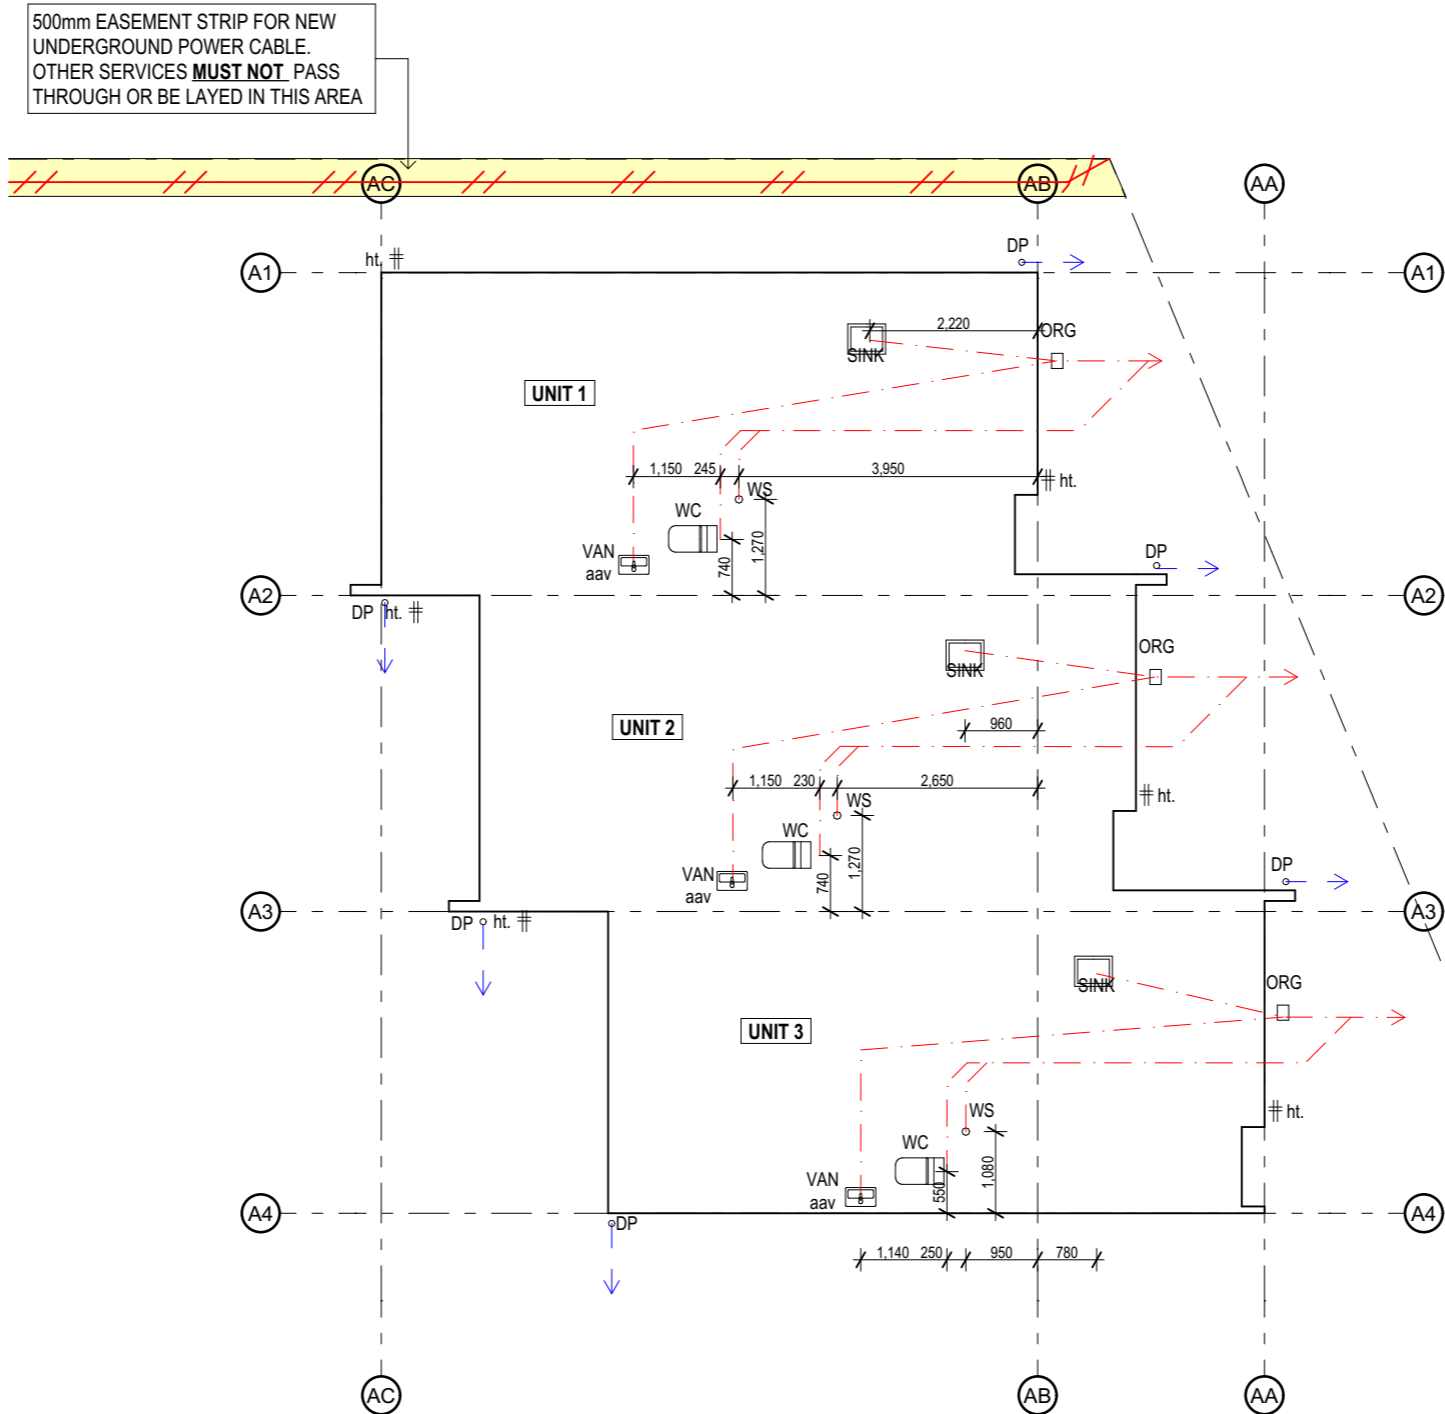 500mm EASEMENT STRIP FOR NEW
UNDERGROUND POWER CABLE.
OTHER SERVICES MUST NOT PASS
THROUGH OR BE LAYED IN THIS AREA
AC
AB
AA
A1
ht.
DP
A1
2,220
ORG
SINK
UNIT 1
1,150 245 3,950
ht.
WS
WC
1,270
740
VAN
aav
DP
A2
DP ht.
A2
ORG
SINK
UNIT 2
960
1,150 230 2,650
ht.
WS
WC
1,270
740
VAN
aav
DP
A3
DP ht.
A3
SINK
ORG
UNIT 3
WS
ht.
WC
1,080
550
VAN
aav
A4
DP
A4
1,140 250 950 780
AC
AB
AA